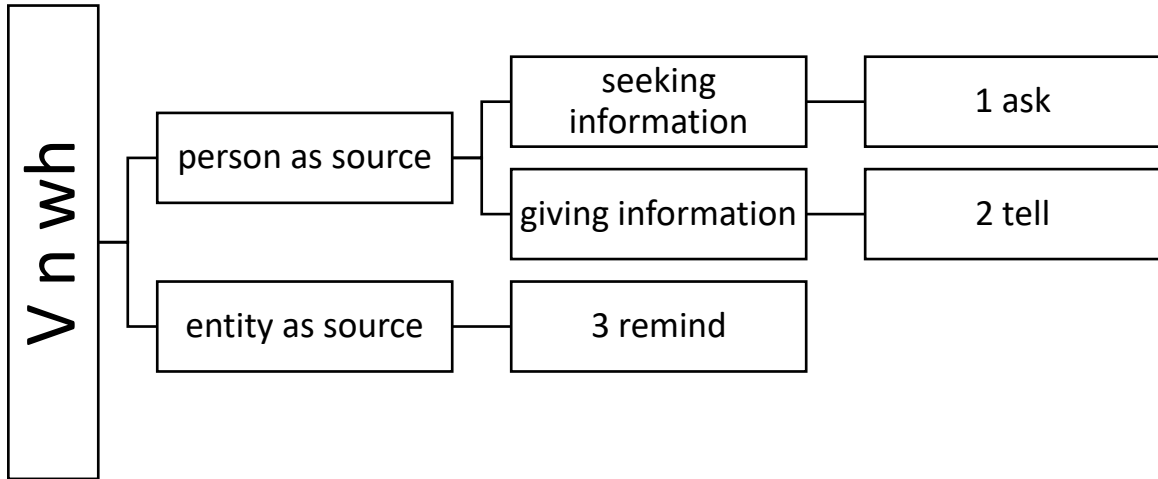 V n wh
person as source
seeking
information
1 ask
giving information
2 tell
entity as source
3 remind